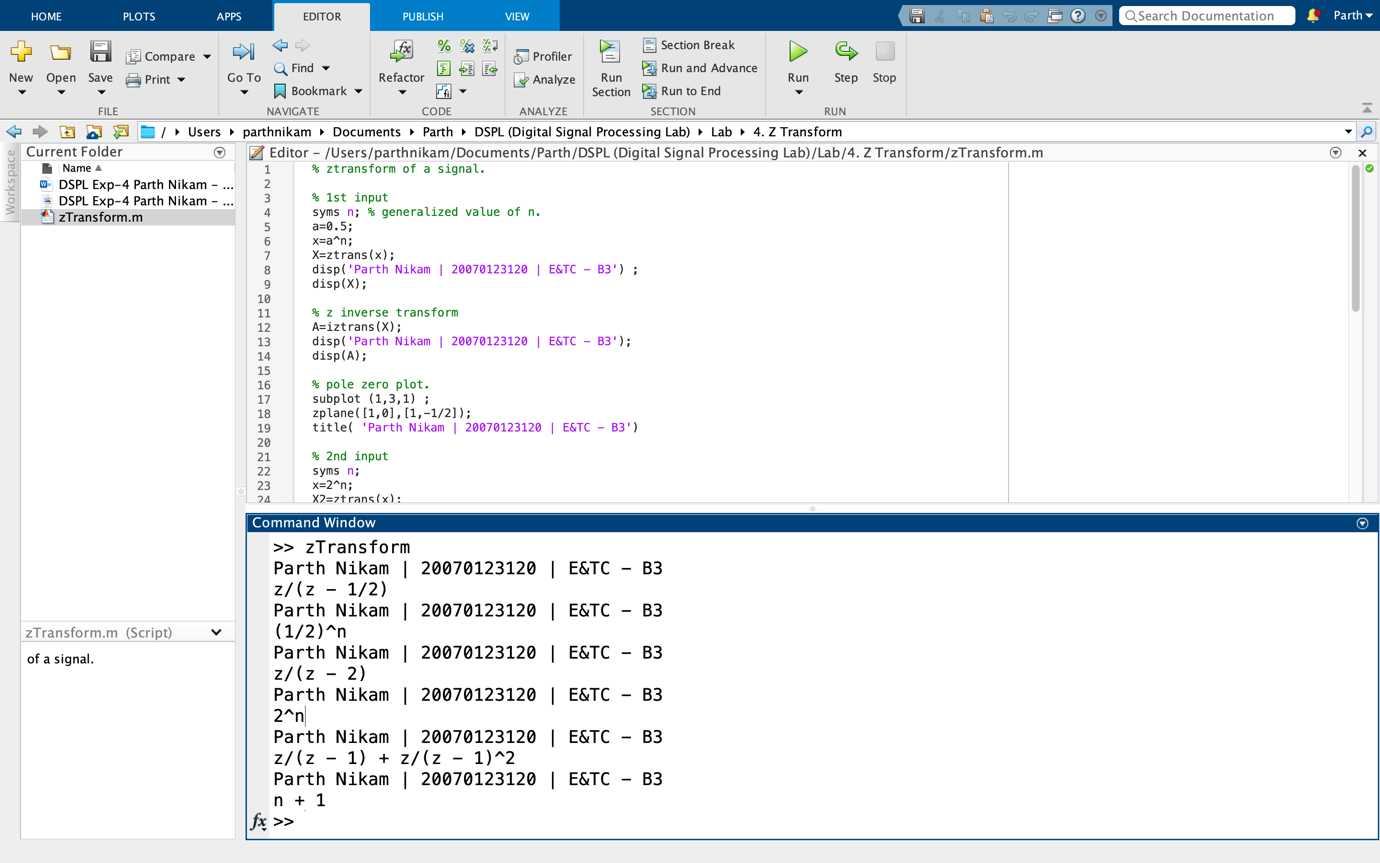 HOME PLOTS APPS EDITOR PUBLISH VIEW Search Documentation Parth
New Open Save Compare Print Go To Find Bookmark Refactor Profiler Analyze Run Section Section Break Run and Advance Run to End Run Step Stop
FILE NAVIGATE CODE ANALYZE SECTION RUN
/ Users parthnikam Documents Parth DSPL (Digital Signal Processing Lab) Lab 4. Z Transform
Workspace
Current Folder
Name
DSPL Exp-4 Parth Nikam – ...
DSPL Exp-4 Parth Nikam – ...
zTransform.m
zTransform.m (Script)
of a signal.
Editor – /Users/parthnikam/Documents/Parth/DSPL (Digital Signal Processing Lab)/Lab/4. Z Transform/zTransform.m
1 % ztransform of a signal.
2
3 % 1st input
4 syms n; % generalized value of n.
5 a=0.5;
6 x=a^n;
7 X=ztrans(x);
8 disp('Parth Nikam | 20070123120 | E&TC – B3') ;
9 disp(X);
10
11 % z inverse transform
12 A=iztrans(X);
13 disp('Parth Nikam | 20070123120 | E&TC – B3');
14 disp(A);
15
16 % pole zero plot.
17 subplot (1,3,1) ;
18 zplane([1,0],[1,-1/2]);
19 title( 'Parth Nikam | 20070123120 | E&TC – B3')
20
21 % 2nd input
22 syms n;
23 x=2^n;
24 X2=ztrans(x);
Command Window
>> zTransform
Parth Nikam | 20070123120 | E&TC – B3
z/(z – 1/2)
Parth Nikam | 20070123120 | E&TC – B3
(1/2)^n
Parth Nikam | 20070123120 | E&TC – B3
z/(z – 2)
Parth Nikam | 20070123120 | E&TC – B3
2^n
Parth Nikam | 20070123120 | E&TC – B3
z/(z – 1) + z/(z – 1)^2
Parth Nikam | 20070123120 | E&TC – B3
n + 1
fx >>